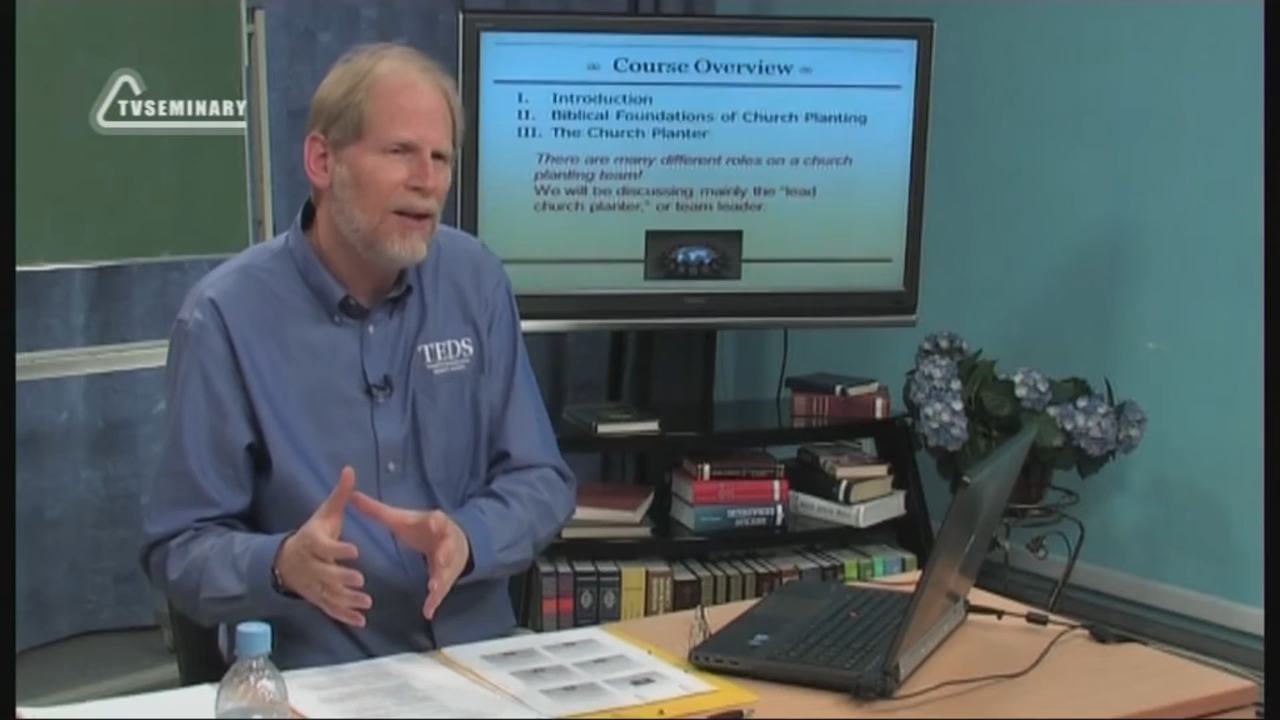 TVSEMINARY
Course Overview
I. Introduction
II. Biblical Foundations of Church Planting
III. The Church Planter
There are many different roles on a church
planting team!
We will be discussing mainly the "lead
church planter," or team leader.
TEDS